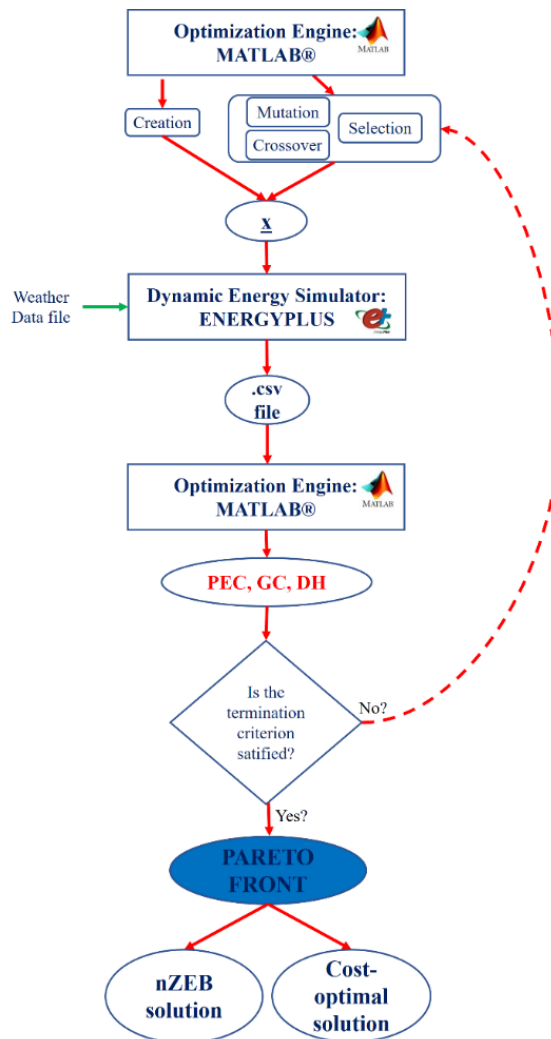 Optimization Engine:
MATLAB®
MATLAB
Creation
Mutation
Crossover
Selection
x
Weather
Data file
Dynamic Energy Simulator:
ENERGYPLUS
.csv
file
Optimization Engine:
MATLAB®
MATLAB
PEC, GC, DH
Is the
termination
criterion
satified?
No?
Yes?
PARETO
FRONT
nZEB
solution
Cost-
optimal
solution